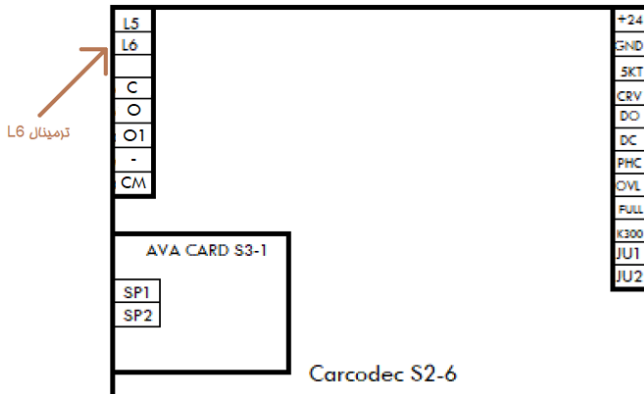 L5
L6
C
O
O1
-
CM
ترمینال L6
AVA CARD S3-1
SP1
SP2
Carcodec S2-6
+24
GND
5KT
CRV
DO
DC
PHC
OVL
FULL
K300
JU1
JU2